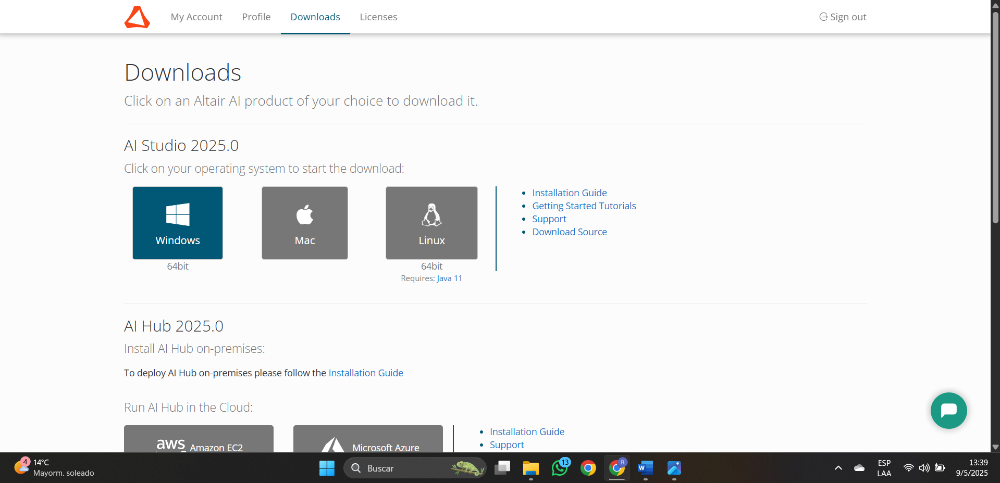 My Account Profile Downloads Licenses Sign out
Downloads
Click on an Altair AI product of your choice to download it.
AI Studio 2025.0
Click on your operating system to start the download:
Windows
64bit
Mac
Linux
64bit
Requires: Java 11
Installation Guide
Getting Started Tutorials
Support
Download Source
AI Hub 2025.0
Install AI Hub on-premises:
To deploy AI Hub on-premises please follow the Installation Guide
Run AI Hub in the Cloud:
aws Amazon EC2
Microsoft Azure
Installation Guide
Support
4
14°C
Mayorm. soleado
Buscar
13
R
W
ESP
LAA
13:39
9/5/2025